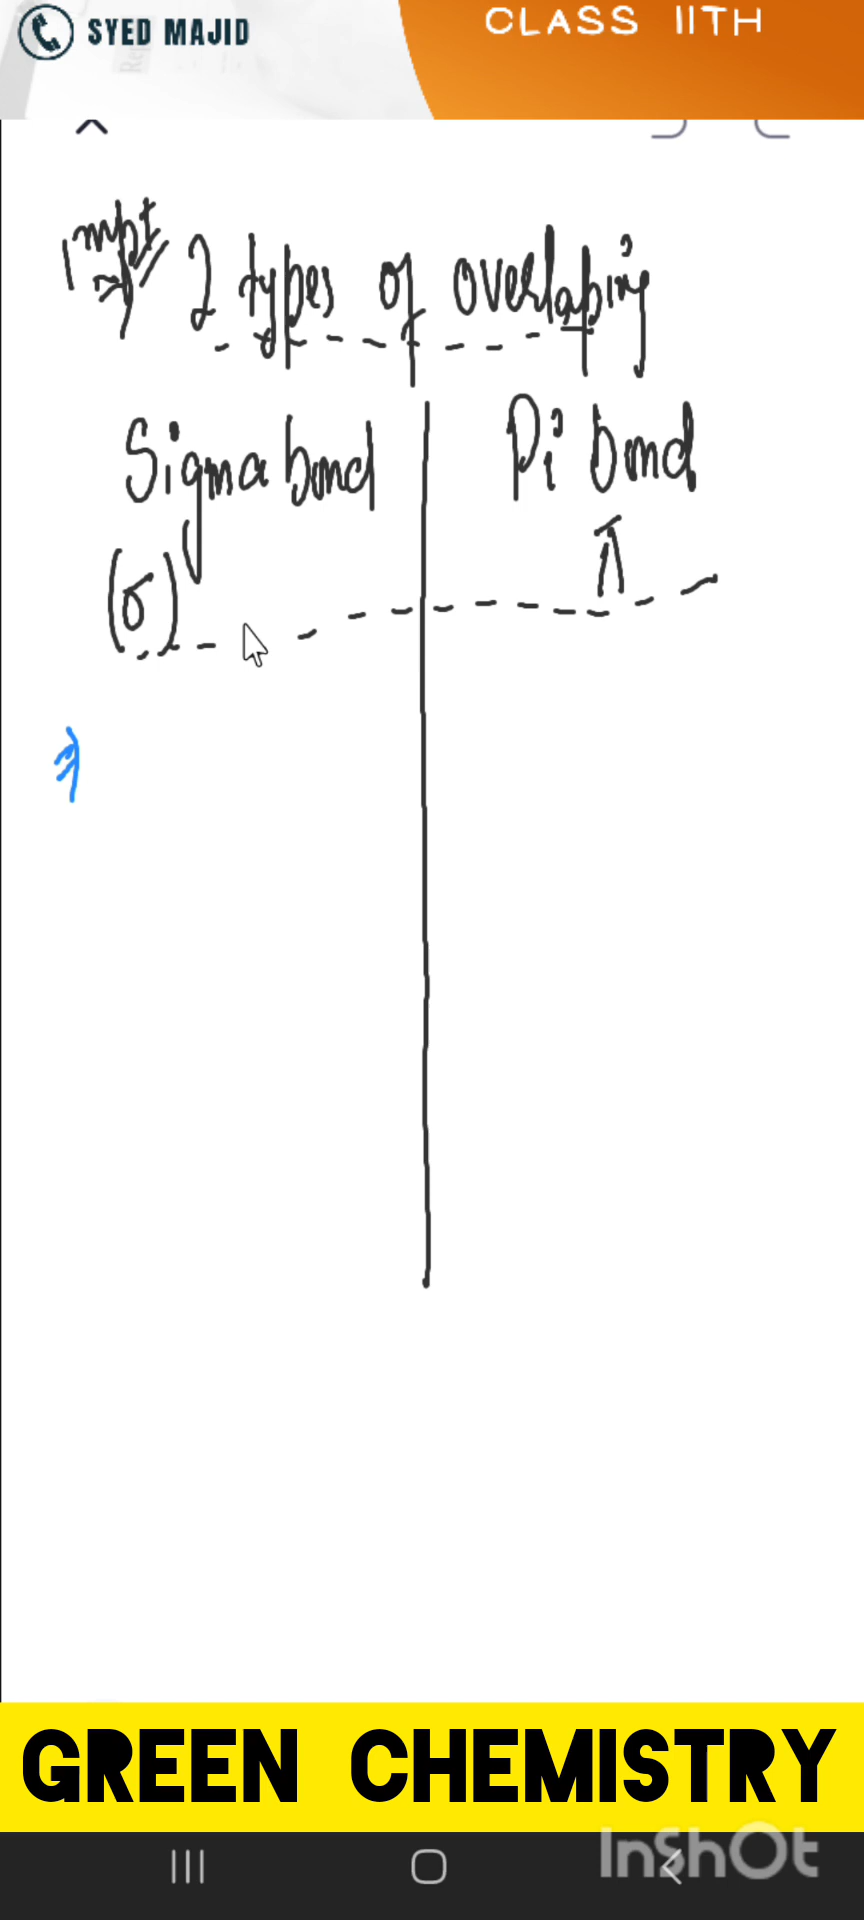 SYED MAJID
CLASS 11TH
Impt
2 types of overlaping
Sigma bond
Pi bond
(σ)
π
GREEN CHEMISTRY
InShOt